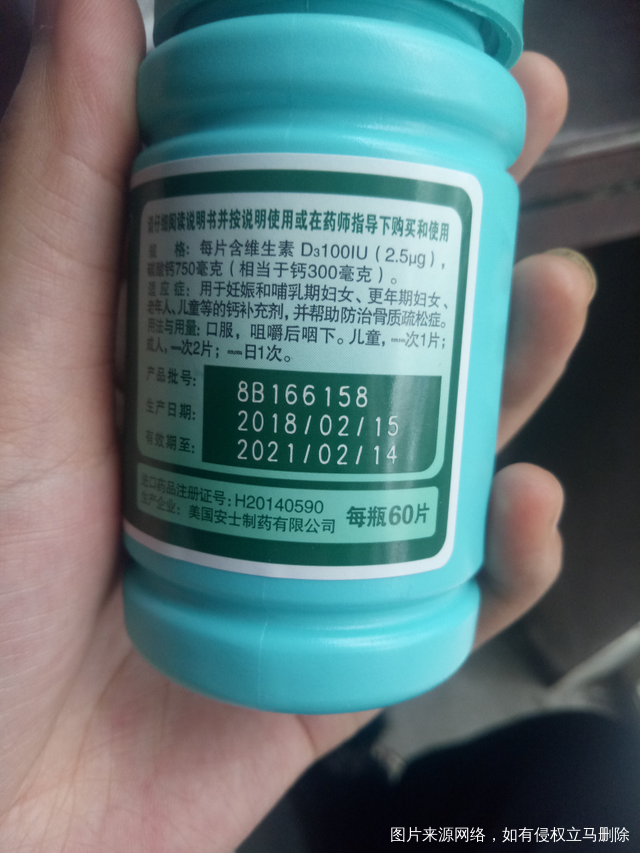 请仔细阅读说明书并按说明使用或在药师指导下购买和使用
规 格：每片含维生素 D₃100IU（2.5μg），
碳酸钙750毫克（相当于钙300毫克）。
适应症：用于妊娠和哺乳期妇女、更年期妇女、
老年人、儿童等的钙补充剂，并帮助防治骨质疏松症。
用法与用量：口服，咀嚼后咽下。儿童，一次1片；
成人，一次2片；一日1次。
产品批号：8B166158
生产日期：2018/02/15
有效期至：2021/02/14
进口药品注册证号：H20140590
生产企业：美国安士制药有限公司
每瓶60片
图片来源网络，如有侵权立马删除